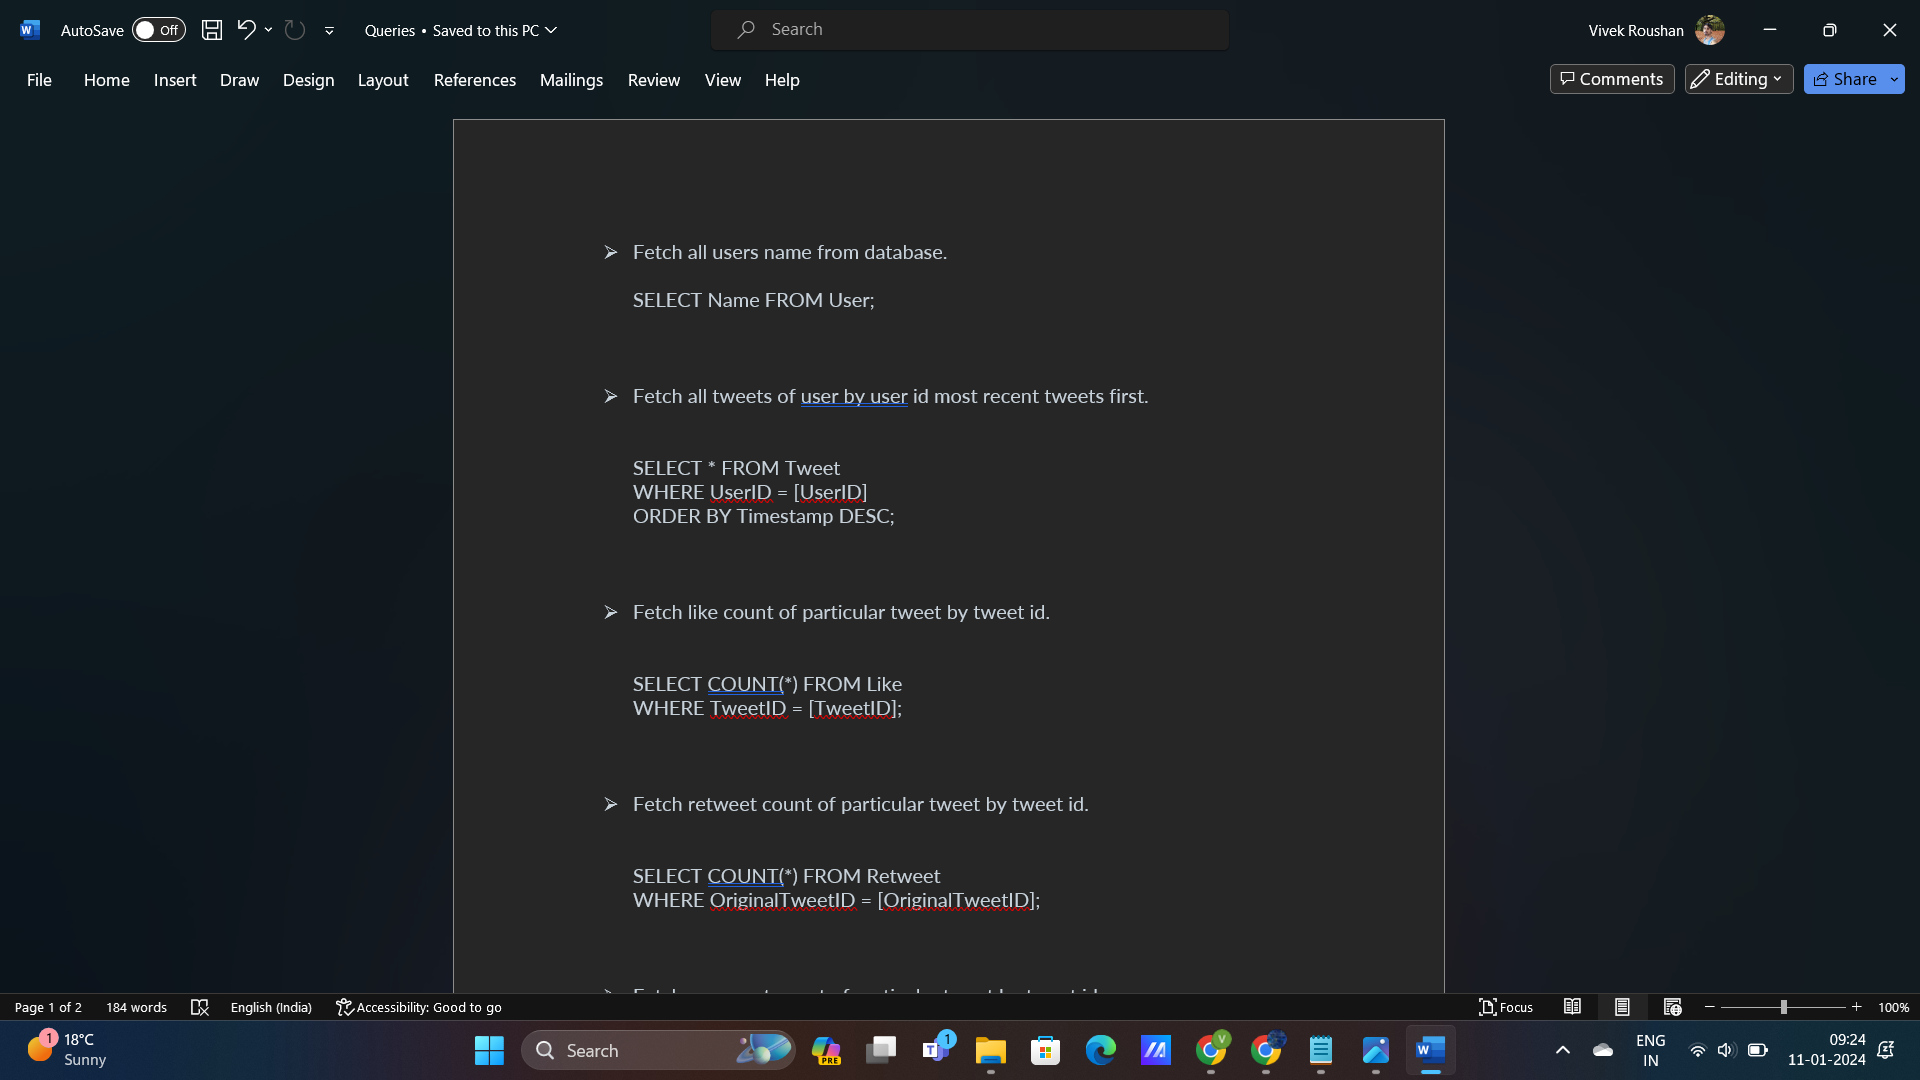 AutoSave Off Queries • Saved to this PC Search Vivek Roushan
File Home Insert Draw Design Layout References Mailings Review View Help Comments Editing Share
Fetch all users name from database.
SELECT Name FROM User;
Fetch all tweets of user by user id most recent tweets first.
SELECT * FROM Tweet
WHERE UserID = [UserID]
ORDER BY Timestamp DESC;
Fetch like count of particular tweet by tweet id.
SELECT COUNT(*) FROM Like
WHERE TweetID = [TweetID];
Fetch retweet count of particular tweet by tweet id.
SELECT COUNT(*) FROM Retweet
WHERE OriginalTweetID = [OriginalTweetID];
Page 1 of 2 184 words English (India) Accessibility: Good to go Focus 100%
1 18°C
Sunny
Search
PRE
1
V
ENG
IN
09:24
11-01-2024